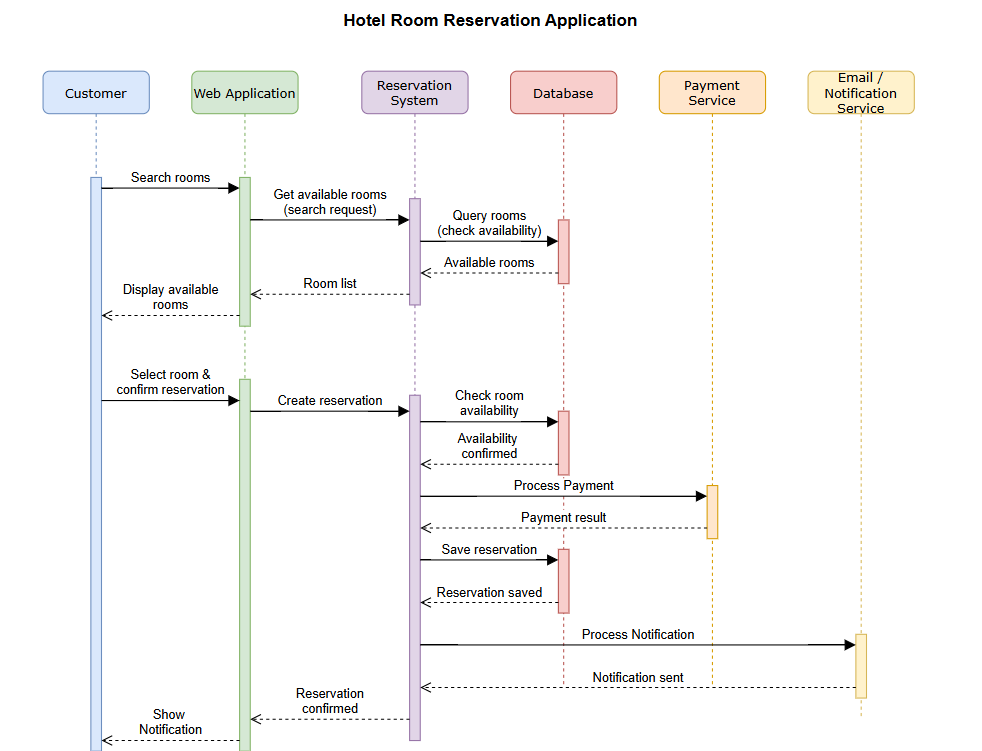 Hotel Room Reservation Application
Customer
Web Application
Reservation
System
Database
Payment
Service
Email /
Notification
Service
Search rooms
Get available rooms
(search request)
Query rooms
(check availability)
Available rooms
Room list
Display available
rooms
Select room &
confirm reservation
Create reservation
Check room
availability
Availability
confirmed
Process Payment
Payment result
Save reservation
Reservation saved
Process Notification
Notification sent
Reservation
confirmed
Show
Notification